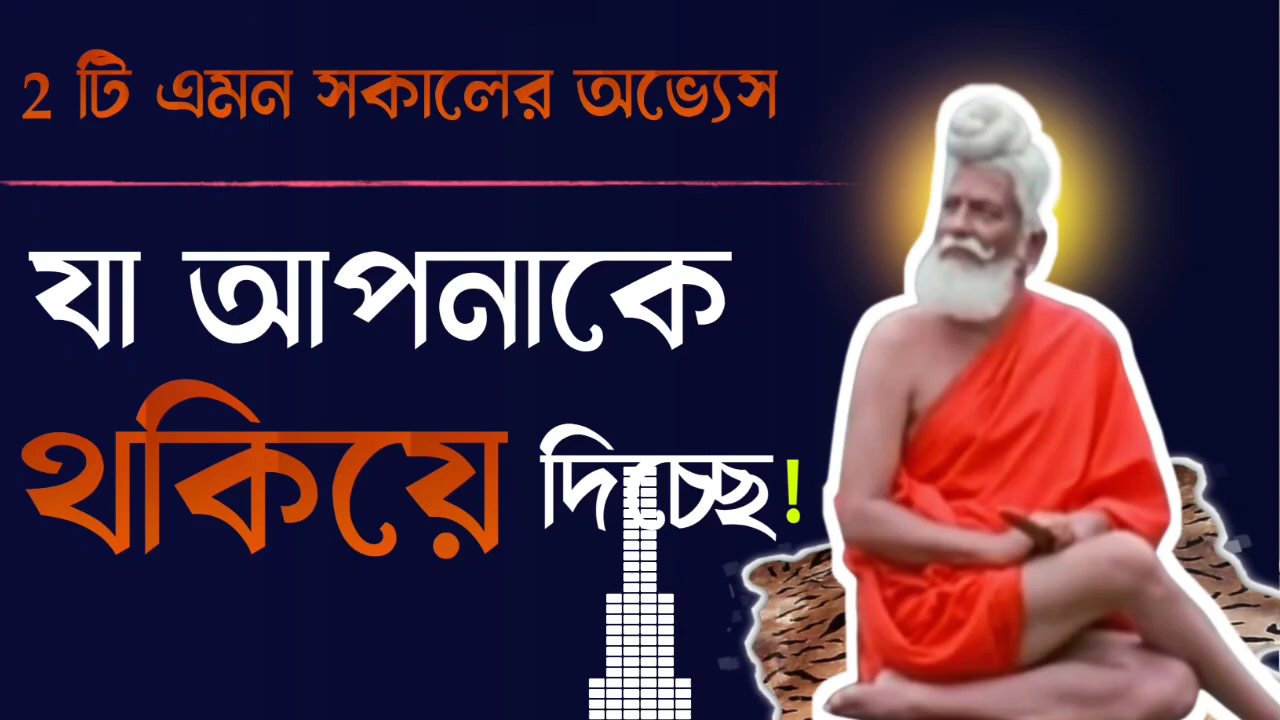 2 টি এমন সকালের অভ্যেস
যা আপনাকে
থকিয়ে দিচ্ছে!